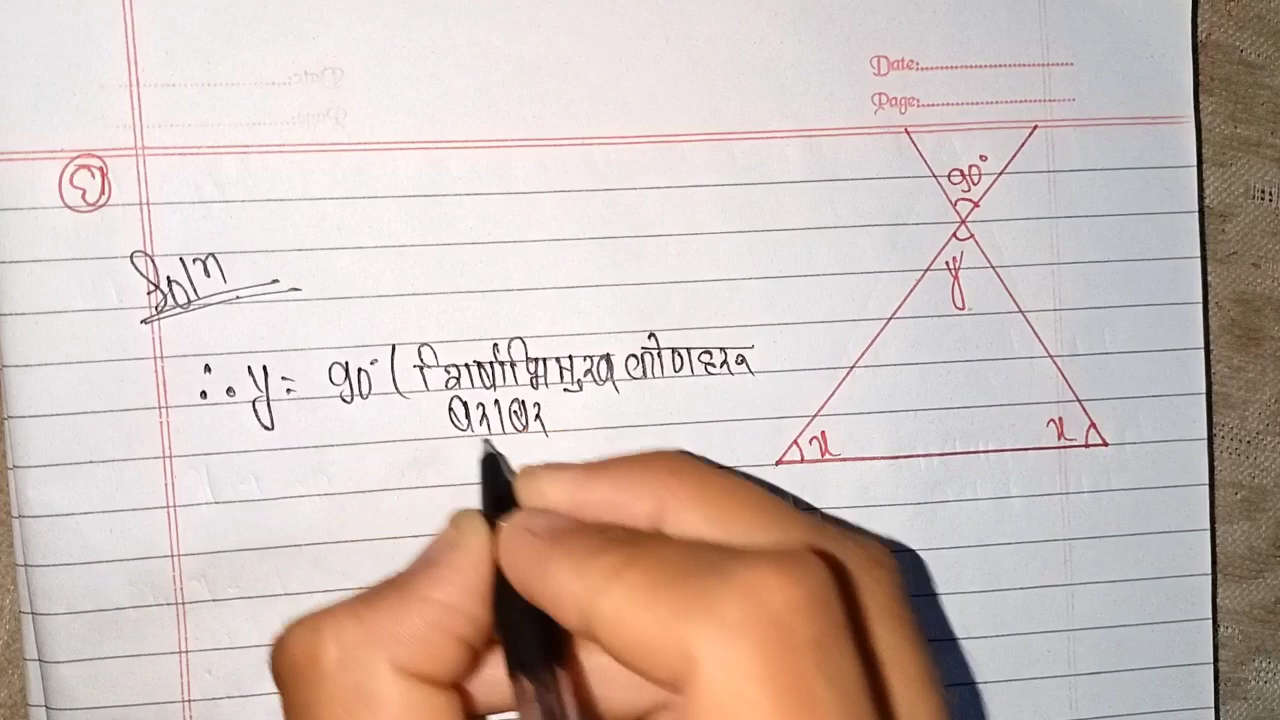 Date:
Page:
Soln
90°
y
∴ y = 90° ( शिर्षाभिमुख कोणहरु
बराबर
x x